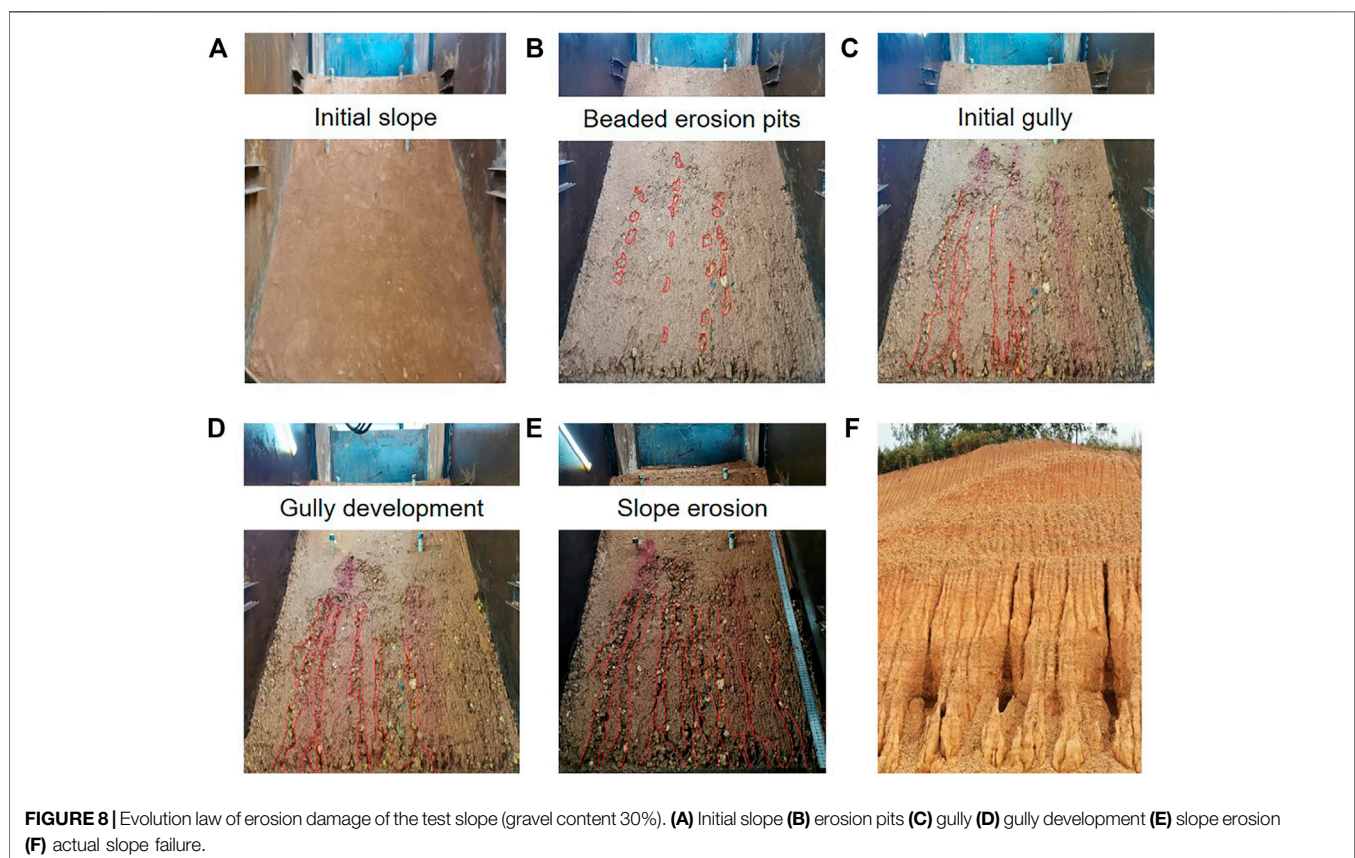 A
B
C
Initial slope
Beaded erosion pits
Initial gully
D
E
F
Gully development
Slope erosion
FIGURE 8 | Evolution law of erosion damage of the test slope (gravel content 30%). (A) Initial slope (B) erosion pits (C) gully (D) gully development (E) slope erosion
(F) actual slope failure.